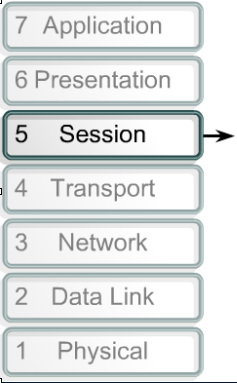 7 Application
6 Presentation
5 Session
4 Transport
3 Network
2 Data Link
1 Physical